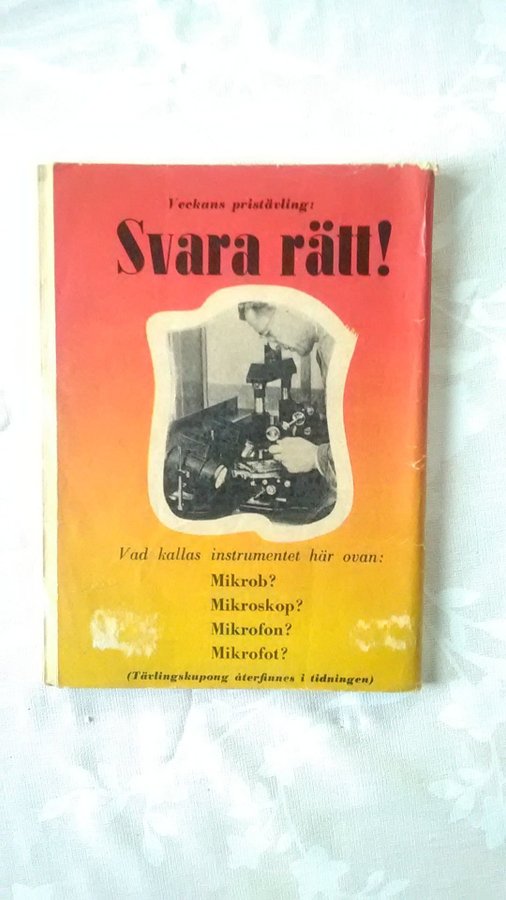 Veckans pristävling:
Svara rätt!
Vad kallas instrumentet här ovan:
Mikrob?
Mikroskop?
Mikrofon?
Mikrofot?
(Tävlingskupong återfinnes i tidningen)